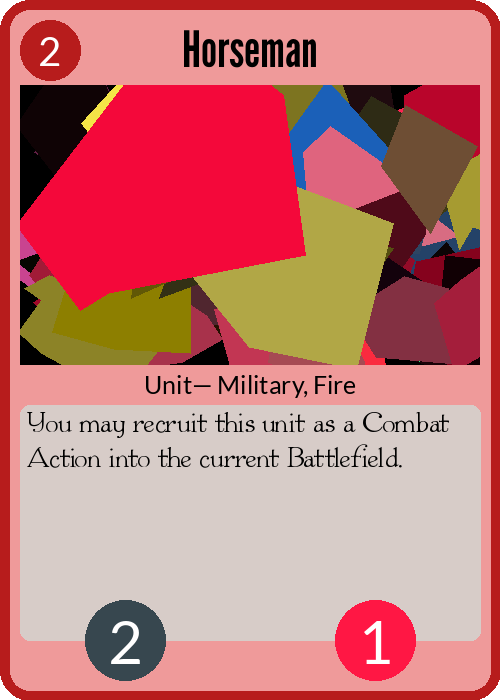 2
Horseman
Unit— Military, Fire
You may recruit this unit as a Combat
Action into the current Battlefield.
2
1